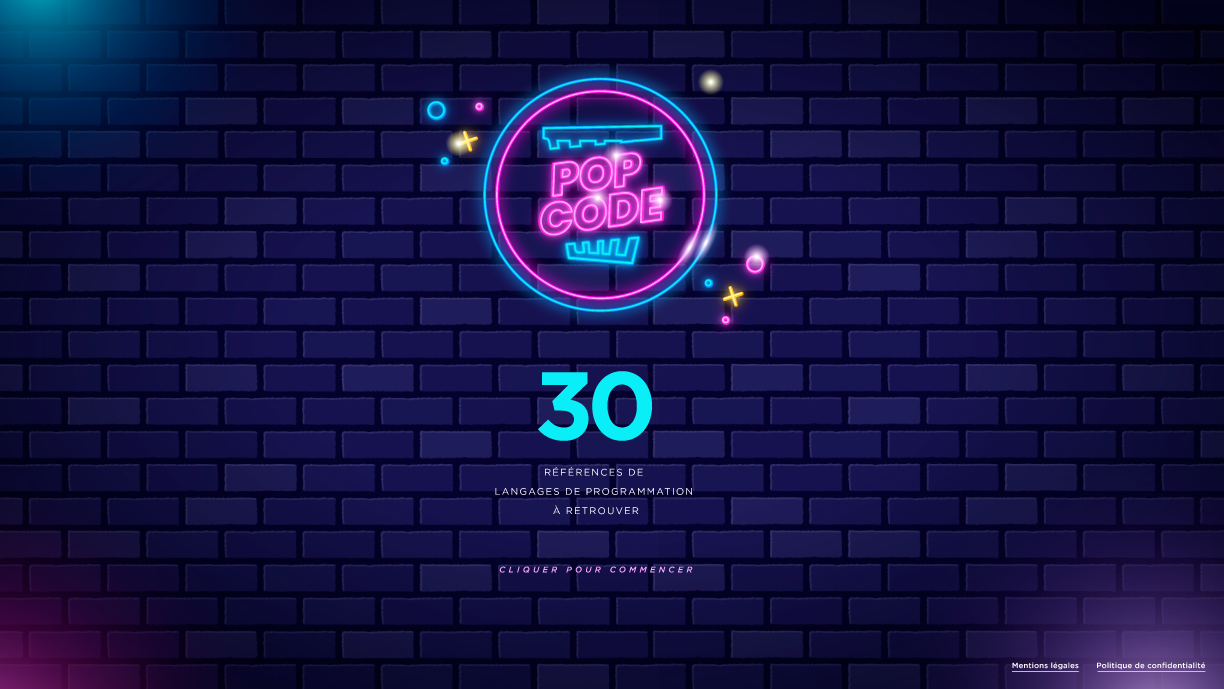 POP
CODE
30
RÉFÉRENCES DE
LANGAGES DE PROGRAMMATION
À RETROUVER
CLIQUER POUR COMMENCER
Mentions légales
Politique de confidentialité